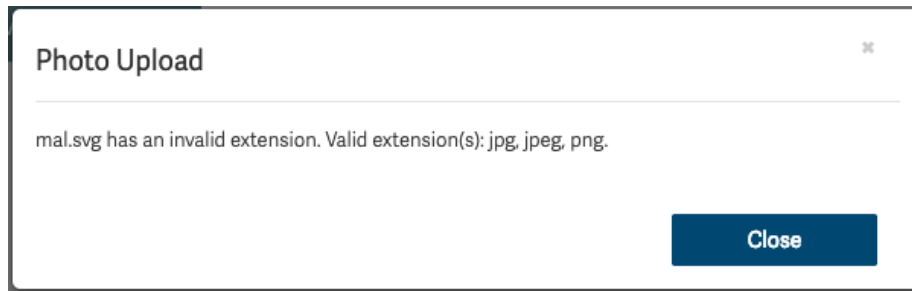 Photo Upload
mal.svg has an invalid extension. Valid extension(s): jpg, jpeg, png.
Close